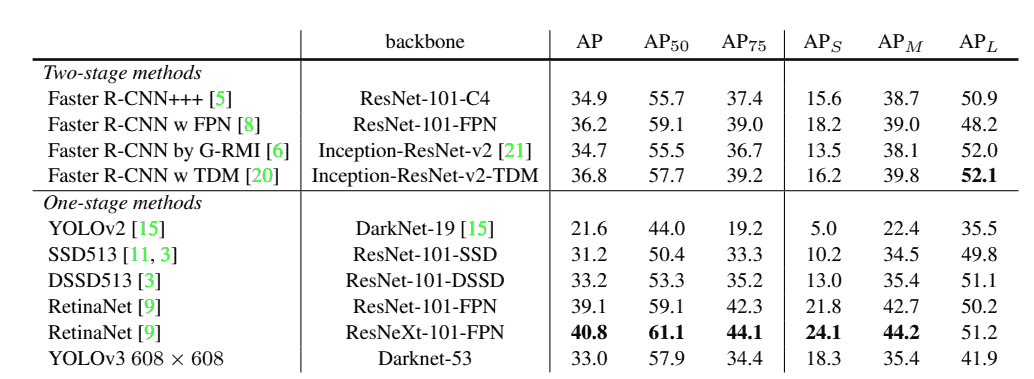 backbone AP AP50 AP75 APS APM APL
Two-stage methods
Faster R-CNN+++ [5] ResNet-101-C4 34.9 55.7 37.4 15.6 38.7 50.9
Faster R-CNN w FPN [8] ResNet-101-FPN 36.2 59.1 39.0 18.2 39.0 48.2
Faster R-CNN by G-RMI [6] Inception-ResNet-v2 [21] 34.7 55.5 36.7 13.5 38.1 52.0
Faster R-CNN w TDM [20] Inception-ResNet-v2-TDM 36.8 57.7 39.2 16.2 39.8 52.1
One-stage methods
YOLOv2 [15] DarkNet-19 [15] 21.6 44.0 19.2 5.0 22.4 35.5
SSD513 [11, 3] ResNet-101-SSD 31.2 50.4 33.3 10.2 34.5 49.8
DSSD513 [3] ResNet-101-DSSD 33.2 53.3 35.2 13.0 35.4 51.1
RetinaNet [9] ResNet-101-FPN 39.1 59.1 42.3 21.8 42.7 50.2
RetinaNet [9] ResNeXt-101-FPN 40.8 61.1 44.1 24.1 44.2 51.2
YOLOv3 608 × 608 Darknet-53 33.0 57.9 34.4 18.3 35.4 41.9